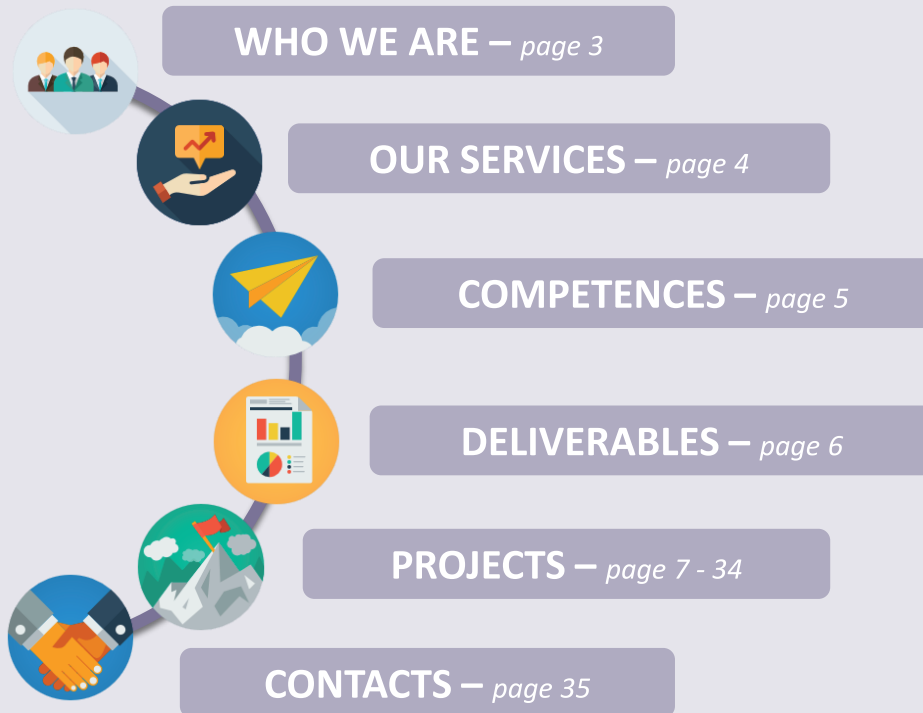 WHO WE ARE – page 3
OUR SERVICES – page 4
COMPETENCES – page 5
DELIVERABLES – page 6
PROJECTS – page 7 - 34
CONTACTS – page 35